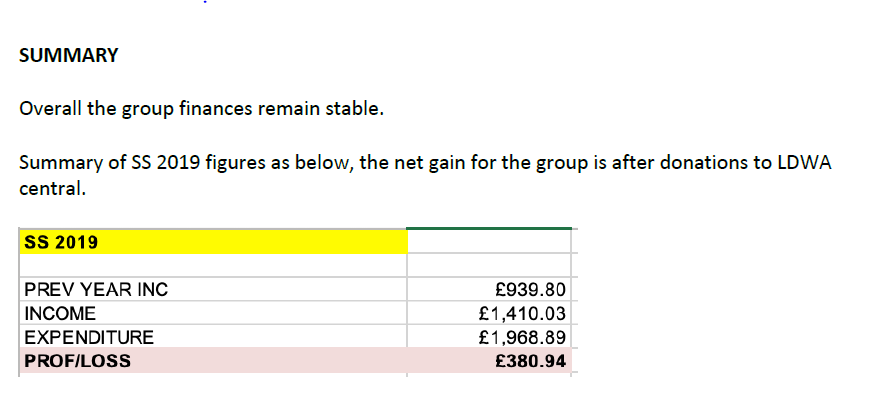 SUMMARY
Overall the group finances remain stable.
Summary of SS 2019 figures as below, the net gain for the group is after donations to LDWA
central.
SS 2019
PREV YEAR INC £939.80
INCOME £1,410.03
EXPENDITURE £1,968.89
PROF/LOSS £380.94